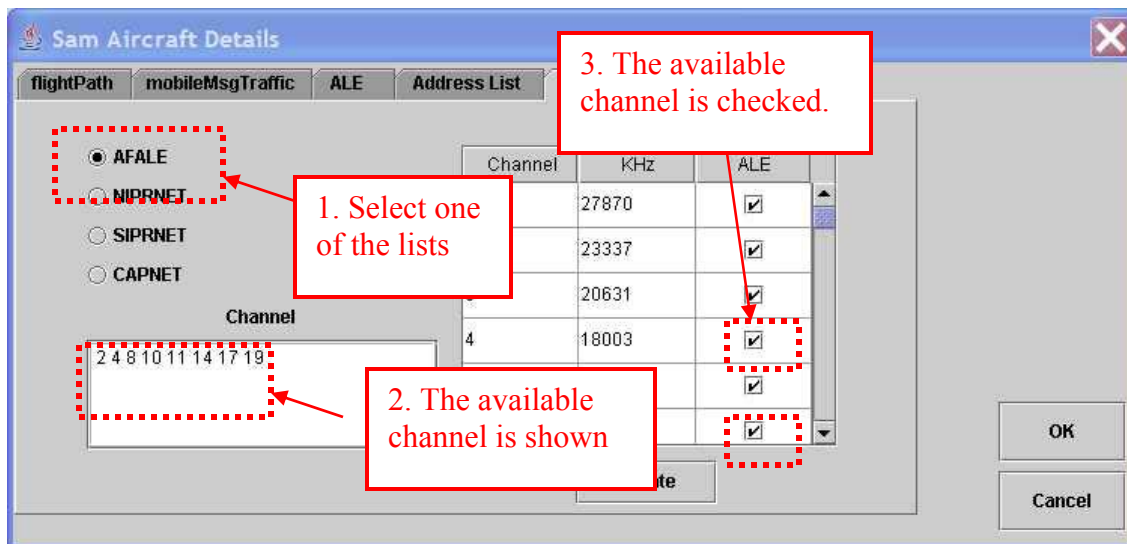 Sam Aircraft Details
flightPath mobileMsgTraffic ALE Address List
3. The available
channel is checked.
AFALE
NIPRNET
SIPRNET
CAPNET
1. Select one
of the lists
Channel KHz ALE
27870
23337
20631
4 18003
Channel
2 4 8 10 11 14 17 19
2. The available
channel is shown
OK
Cancel